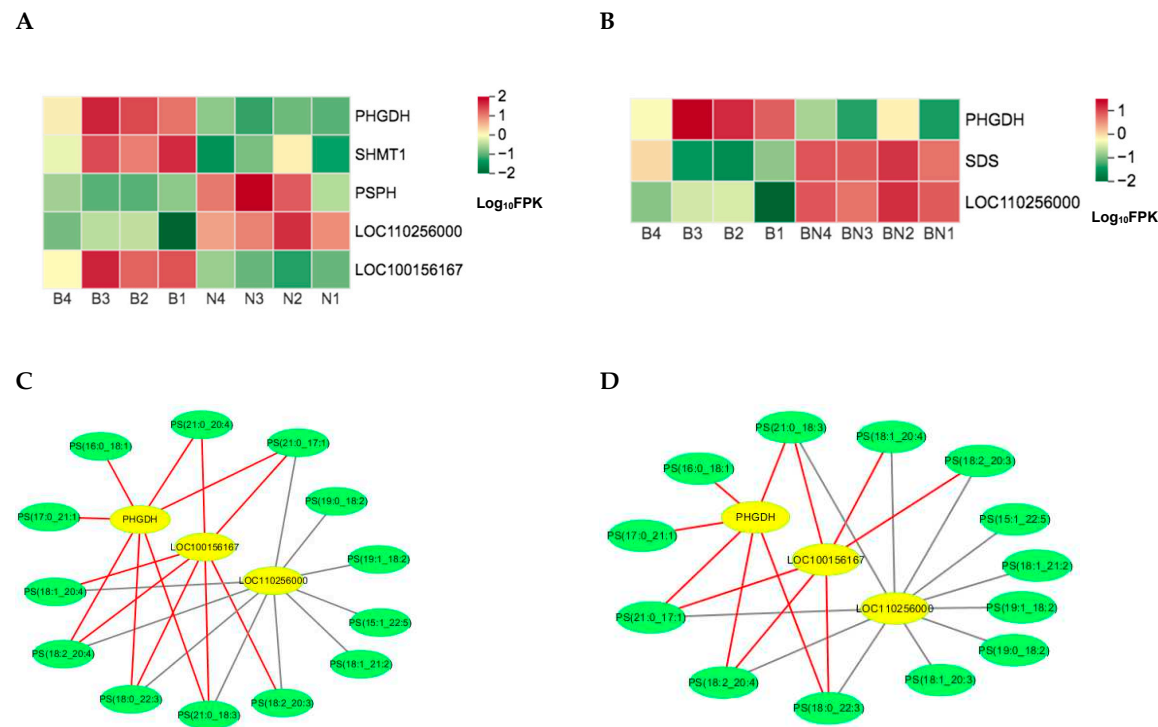 A
B
2
1
0
−1
−2
Log₁₀FPK
PHGDH
SHMT1
PSPH
LOC110256000
LOC100156167
B4 B3 B2 B1 N4 N3 N2 N1
1
0
−1
−2
Log₁₀FPK
PHGDH
SDS
LOC110256000
B4 B3 B2 B1 BN4 BN3 BN2 BN1
C
D
PS(21:0_20:4)
PS(16:0_18:1)
PS(21:0_17:1)
PS(19:0_18:2)
PS(17:0_21:1)
PHGDH
LOC100156167
PS(19:1_18:2)
LOC110256000
PS(18:1_20:4)
PS(15:1_22:5)
PS(18:2_20:4)
PS(18:1_21:2)
PS(18:0_22:3)
PS(18:2_20:3)
PS(21:0_18:3)
PS(21:0_18:3)
PS(18:1_20:4)
PS(18:2_20:3)
PS(16:0_18:1)
PHGDH
PS(15:1_22:5)
PS(17:0_21:1)
LOC100156167
PS(18:1_21:2)
LOC110256000
PS(19:1_18:2)
PS(21:0_17:1)
PS(19:0_18:2)
PS(18:2_20:4)
PS(18:1_20:3)
PS(18:0_22:3)